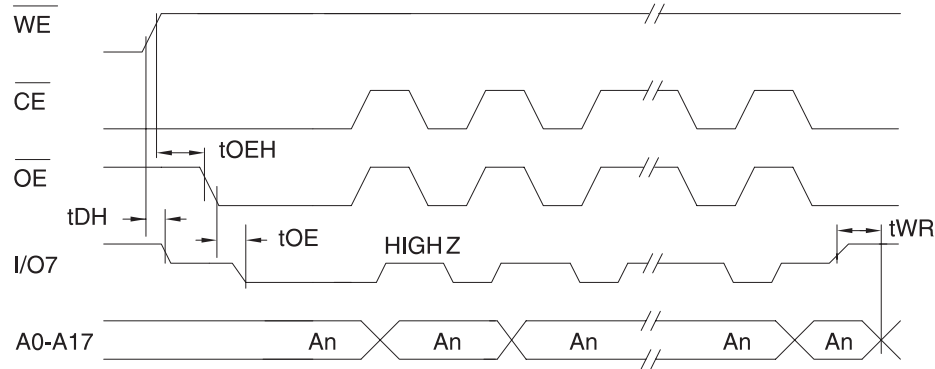 WE
CE
tOEH
OE
tDH
tOE
tWR
HIGH Z
I/O7
A0-A17 An An An An An